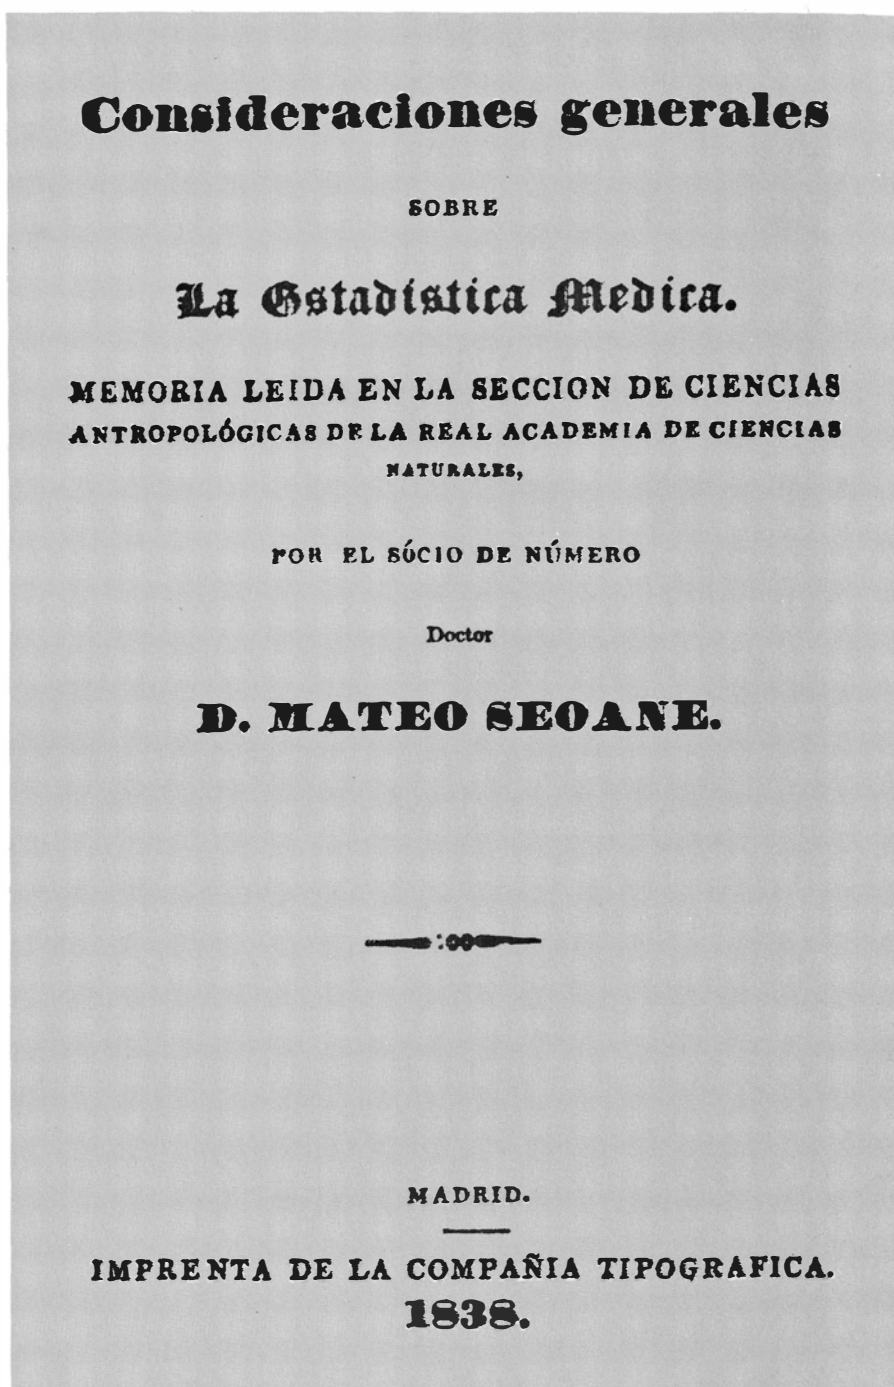 Consideraciones generales
SOBRE
La Estadistica Medica.
MEMORIA LEIDA EN LA SECCION DE CIENCIAS
ANTROPOLÓGICAS DE LA REAL ACADEMIA DE CIENCIAS
NATURALES,
POR EL SÓCIO DE NÚMERO
Doctor
D. MATEO SEOANE.
MADRID.
IMPRENTA DE LA COMPAÑIA TIPOGRAFICA.
1838.